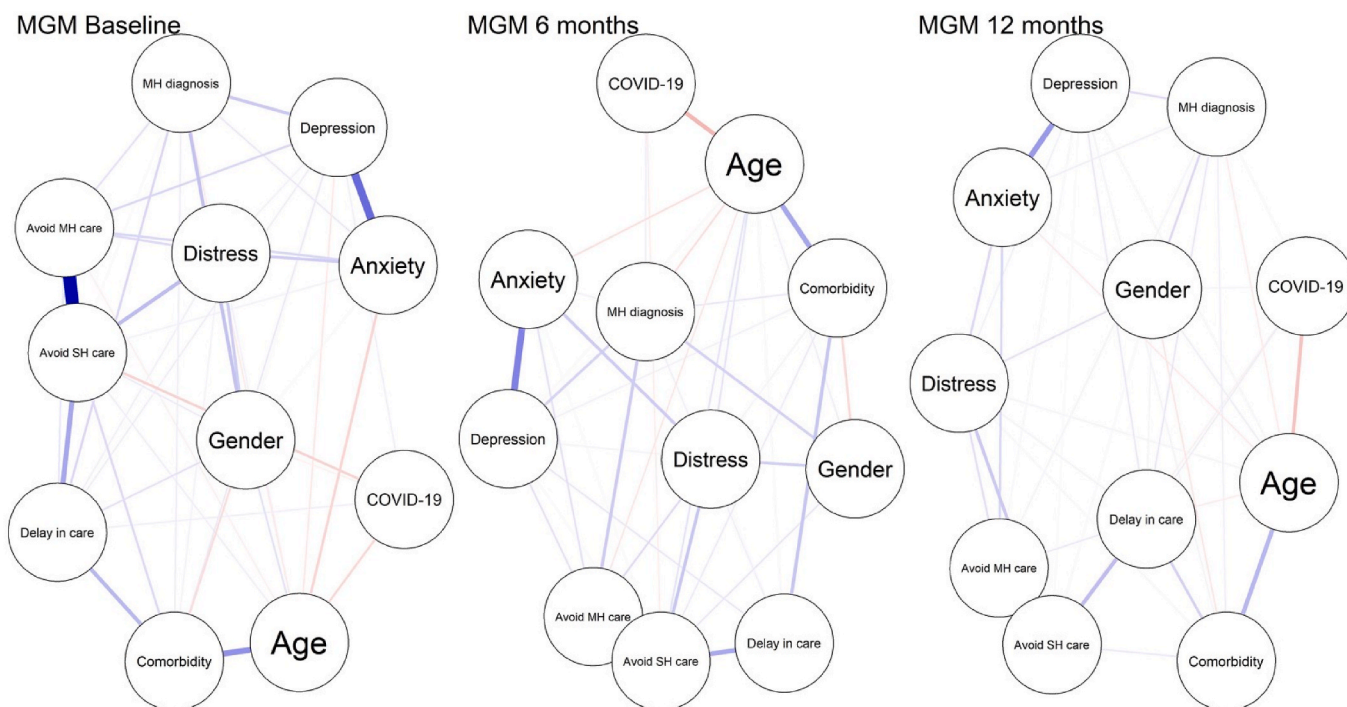 MGM Baseline
MH diagnosis
Depression
Avoid MH care
Distress
Anxiety
Avoid SH care
Gender
COVID-19
Delay in care
Age
Comorbidity
MGM 6 months
COVID-19
Age
Anxiety
MH diagnosis
Comorbidity
Depression
Distress
Gender
Avoid MH care
Avoid SH care
Delay in care
MGM 12 months
Depression
MH diagnosis
Anxiety
Gender
COVID-19
Distress
Age
Delay in care
Avoid MH care
Avoid SH care
Comorbidity